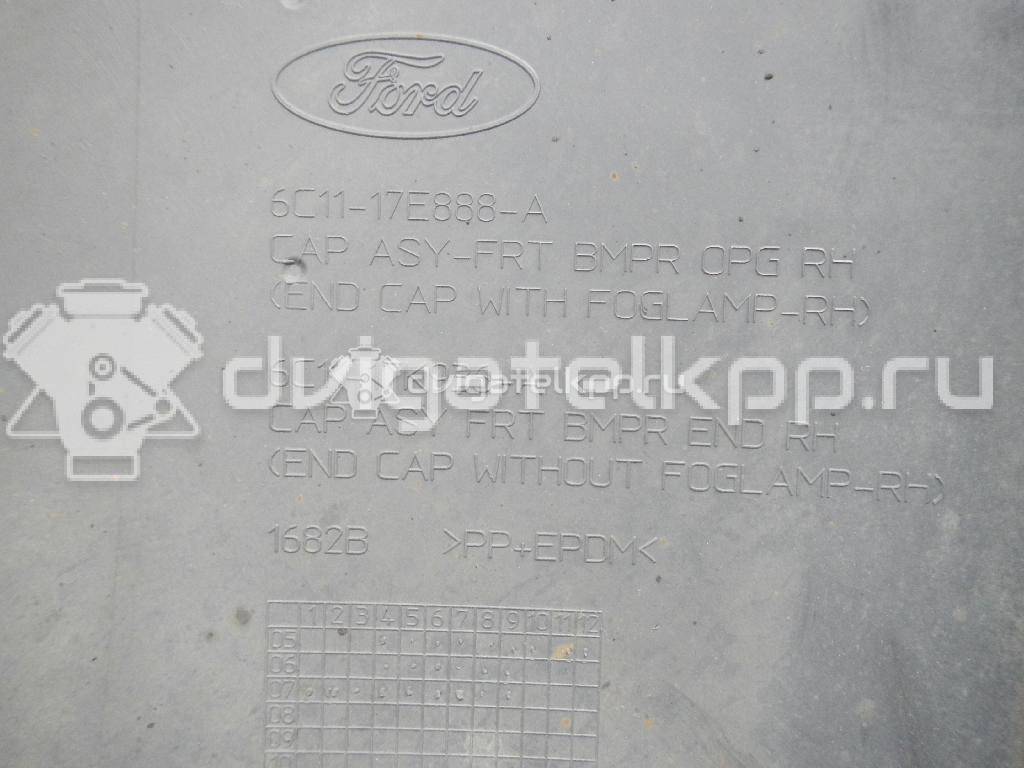 Ford
6C11-17E888-A
CAP ASY-FRT BMPR OPG RH
(END CAP WITH FOGLAMP-RH)
dvigatelkpp.ru
CAP ASY FRT BMPR END RH
(END CAP WITHOUT FOGLAMP-RH)
1682B >PP+EPDM<
1 2 3 4 5 6 7 8 9 10 11 12
05
06
07
08
09
10